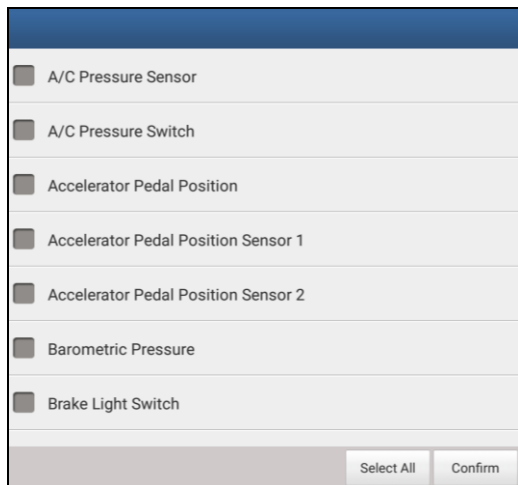 A/C Pressure Sensor
A/C Pressure Switch
Accelerator Pedal Position
Accelerator Pedal Position Sensor 1
Accelerator Pedal Position Sensor 2
Barometric Pressure
Brake Light Switch
Select All Confirm